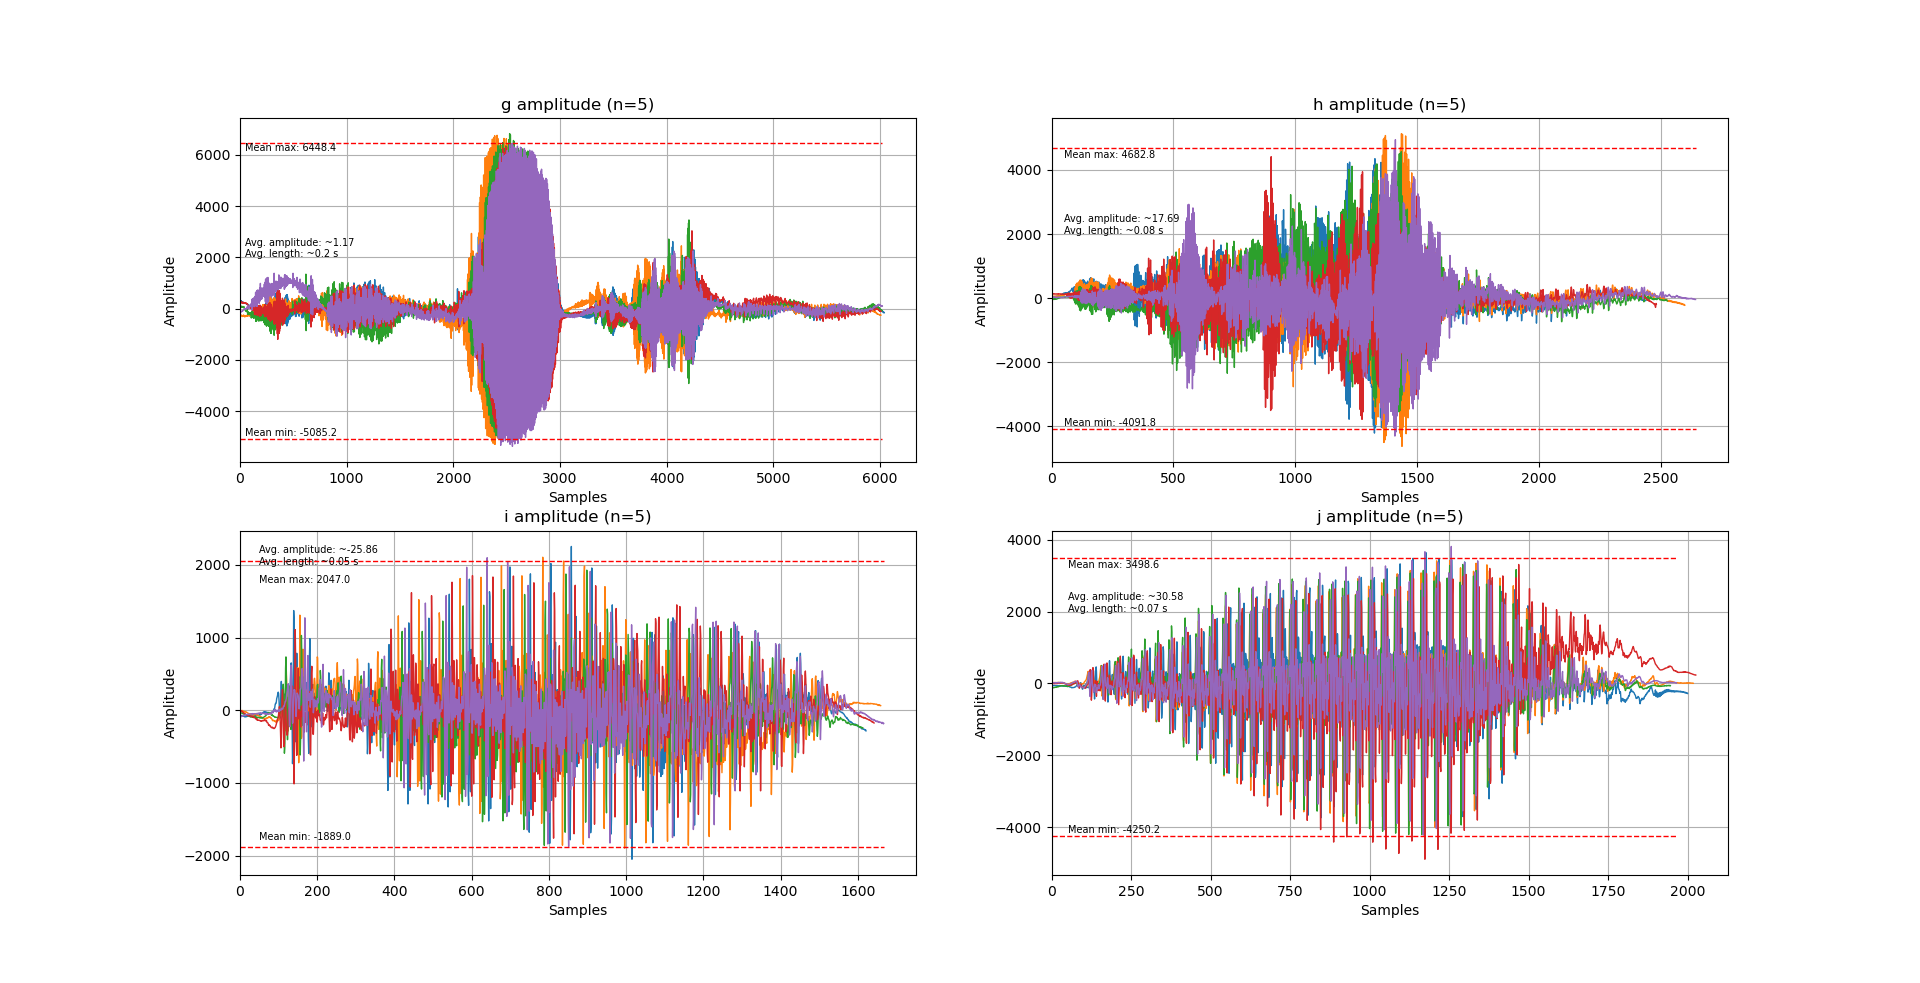 g amplitude (n=5)
Amplitude
6000
4000
2000
0
−2000
−4000
Mean max: 6448.4
Avg. amplitude: ~1.17
Avg. length: ~0.2 s
Mean min: -5085.2
0 1000 2000 3000 4000 5000 6000
Samples
h amplitude (n=5)
Amplitude
4000
2000
0
−2000
−4000
Mean max: 4682.8
Avg. amplitude: ~17.69
Avg. length: ~0.08 s
Mean min: -4091.8
0 500 1000 1500 2000 2500
Samples
i amplitude (n=5)
Amplitude
2000
1000
0
−1000
−2000
Avg. amplitude: ~-25.86
Avg. length: ~0.05 s
Mean max: 2047.0
Mean min: -1889.0
0 200 400 600 800 1000 1200 1400 1600
Samples
j amplitude (n=5)
Amplitude
4000
2000
0
−2000
−4000
Mean max: 3498.6
Avg. amplitude: ~30.58
Avg. length: ~0.07 s
Mean min: -4250.2
0 250 500 750 1000 1250 1500 1750 2000
Samples